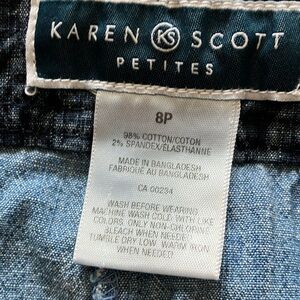 KAREN KS SCOTT
PETITES
8P
98% COTTON/COTON
2% SPANDEX/ELASTHANNE
MADE IN BANGLADESH
FABRIQUÉ AU BANGLADESH
CA 00234
WASH BEFORE WEARING
MACHINE WASH COLD WITH LIKE
COLORS. ONLY NON-CHLORINE
BLEACH WHEN NEEDED
TUMBLE DRY LOW. WARM IRON
WHEN NEEDED